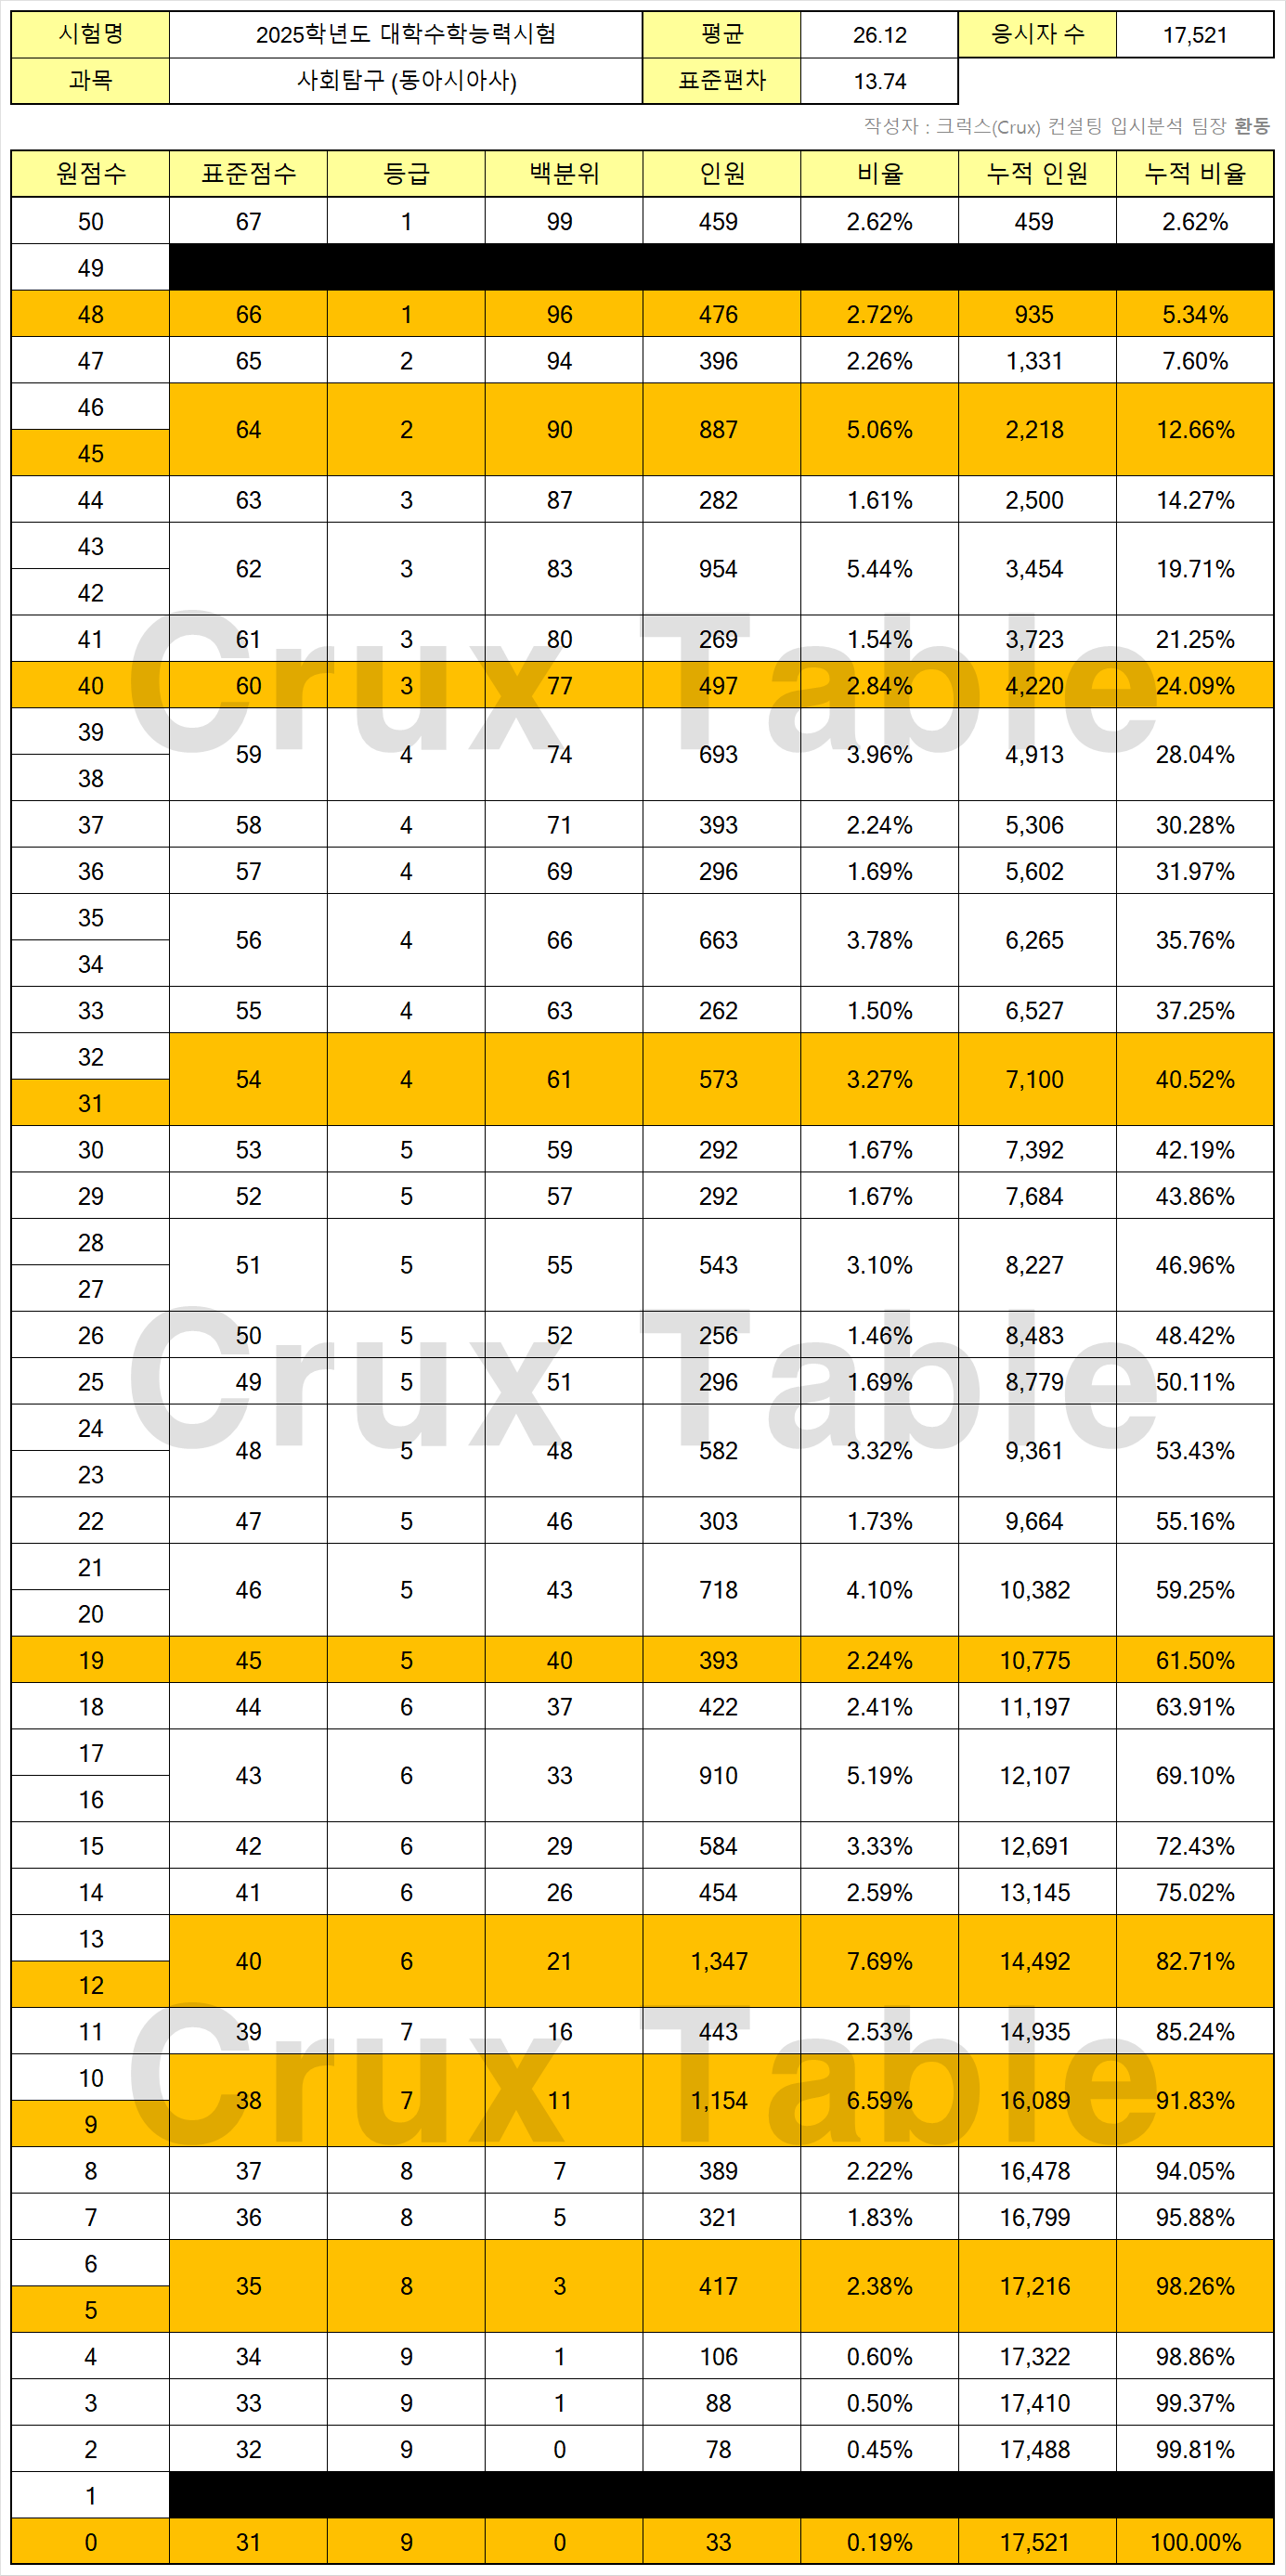 시험명 2025학년도 대학수학능력시험 평균 26.12 응시자 수 17,521
과목 사회탐구 (동아시아사) 표준편차 13.74
작성자 : 크럭스(Crux) 컨설팅 입시분석 팀장 환동
원점수 표준점수 등급 백분위 인원 비율 누적 인원 누적 비율
50 67 1 99 459 2.62% 459 2.62%
49
48 66 1 96 476 2.72% 935 5.34%
47 65 2 94 396 2.26% 1,331 7.60%
46
64 2 90 887 5.06% 2,218 12.66%
45
44 63 3 87 282 1.61% 2,500 14.27%
43
62 3 83 954 5.44% 3,454 19.71%
42
41 61 3 80 269 1.54% 3,723 21.25%
Crux Table
40 60 3 77 497 2.84% 4,220 24.09%
39
59 4 74 693 3.96% 4,913 28.04%
38
37 58 4 71 393 2.24% 5,306 30.28%
36 57 4 69 296 1.69% 5,602 31.97%
35
56 4 66 663 3.78% 6,265 35.76%
34
33 55 4 63 262 1.50% 6,527 37.25%
32
54 4 61 573 3.27% 7,100 40.52%
31
30 53 5 59 292 1.67% 7,392 42.19%
29 52 5 57 292 1.67% 7,684 43.86%
28
51 5 55 543 3.10% 8,227 46.96%
27
26 50 5 52 256 1.46% 8,483 48.42%
Crux Table
25 49 5 51 296 1.69% 8,779 50.11%
24
48 5 48 582 3.32% 9,361 53.43%
23
22 47 5 46 303 1.73% 9,664 55.16%
21
46 5 43 718 4.10% 10,382 59.25%
20
19 45 5 40 393 2.24% 10,775 61.50%
18 44 6 37 422 2.41% 11,197 63.91%
17
43 6 33 910 5.19% 12,107 69.10%
16
15 42 6 29 584 3.33% 12,691 72.43%
14 41 6 26 454 2.59% 13,145 75.02%
13
40 6 21 1,347 7.69% 14,492 82.71%
12
11 39 7 16 443 2.53% 14,935 85.24%
Crux Table
10
38 7 11 1,154 6.59% 16,089 91.83%
9
8 37 8 7 389 2.22% 16,478 94.05%
7 36 8 5 321 1.83% 16,799 95.88%
6
35 8 3 417 2.38% 17,216 98.26%
5
4 34 9 1 106 0.60% 17,322 98.86%
3 33 9 1 88 0.50% 17,410 99.37%
2 32 9 0 78 0.45% 17,488 99.81%
1
0 31 9 0 33 0.19% 17,521 100.00%